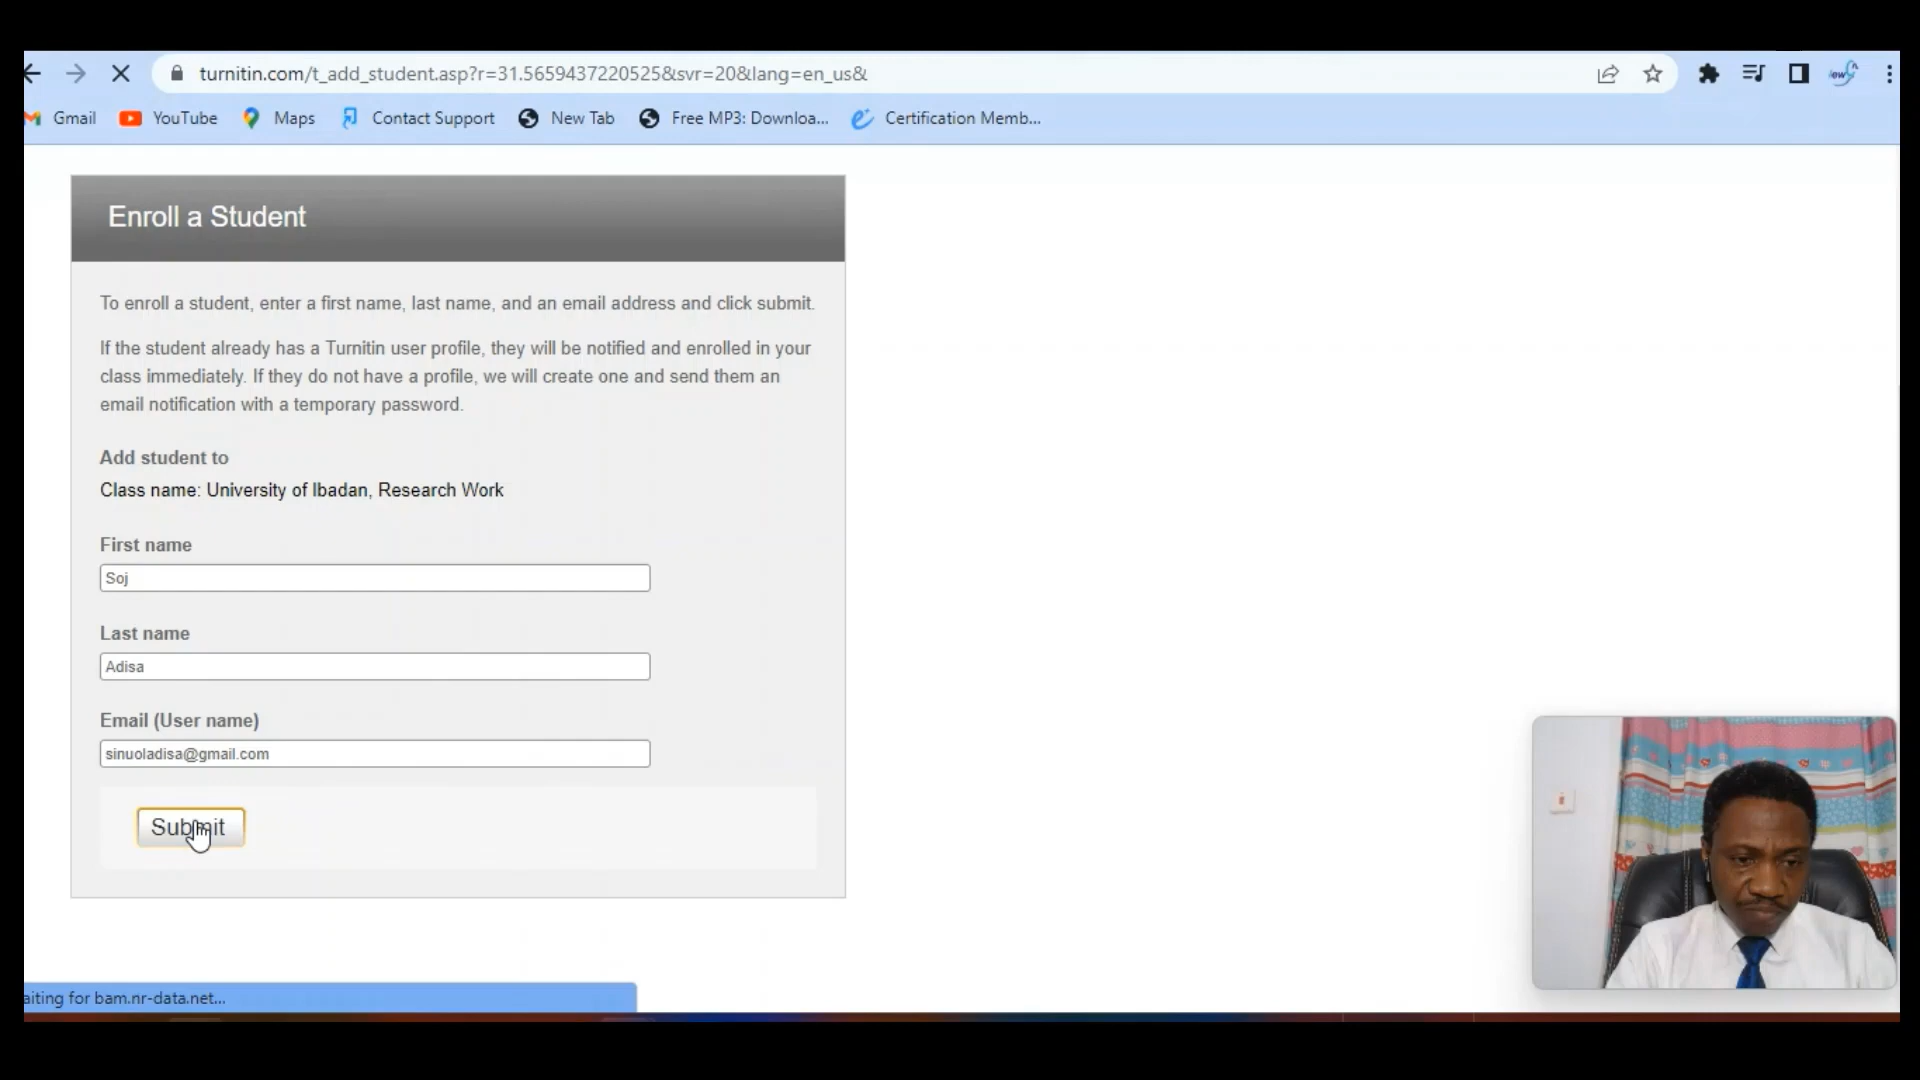 turnitin.com/t_add_student.asp?r=31.5659437220525&svr=20&lang=en_us&
Gmail YouTube Maps Contact Support New Tab Free MP3: Downloa... Certification Memb...
Enroll a Student
To enroll a student, enter a first name, last name, and an email address and click submit.
If the student already has a Turnitin user profile, they will be notified and enrolled in your
class immediately. If they do not have a profile, we will create one and send them an
email notification with a temporary password.
Add student to
Class name: University of Ibadan, Research Work
First name
Soj
Last name
Adisa
Email (User name)
sinuoladisa@gmail.com
Submit
aiting for bam.nr-data.net...